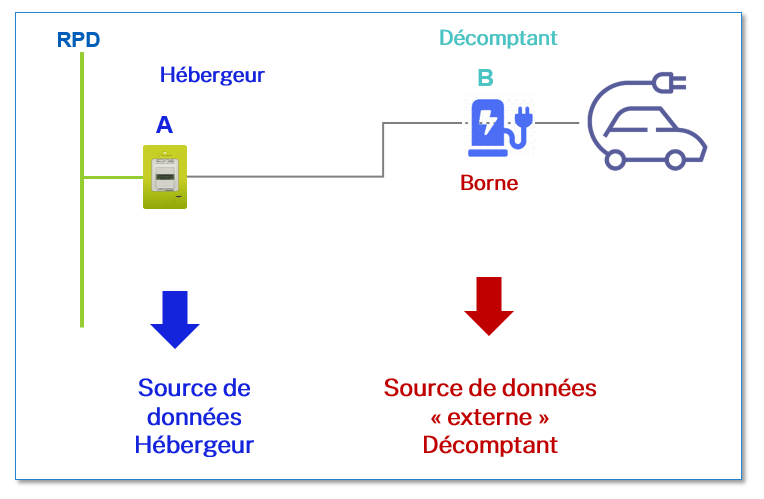 RPD
Décomptant
Hébergeur
B
A
Borne
Source de
données
Hébergeur
Source de données
« externe »
Décomptant